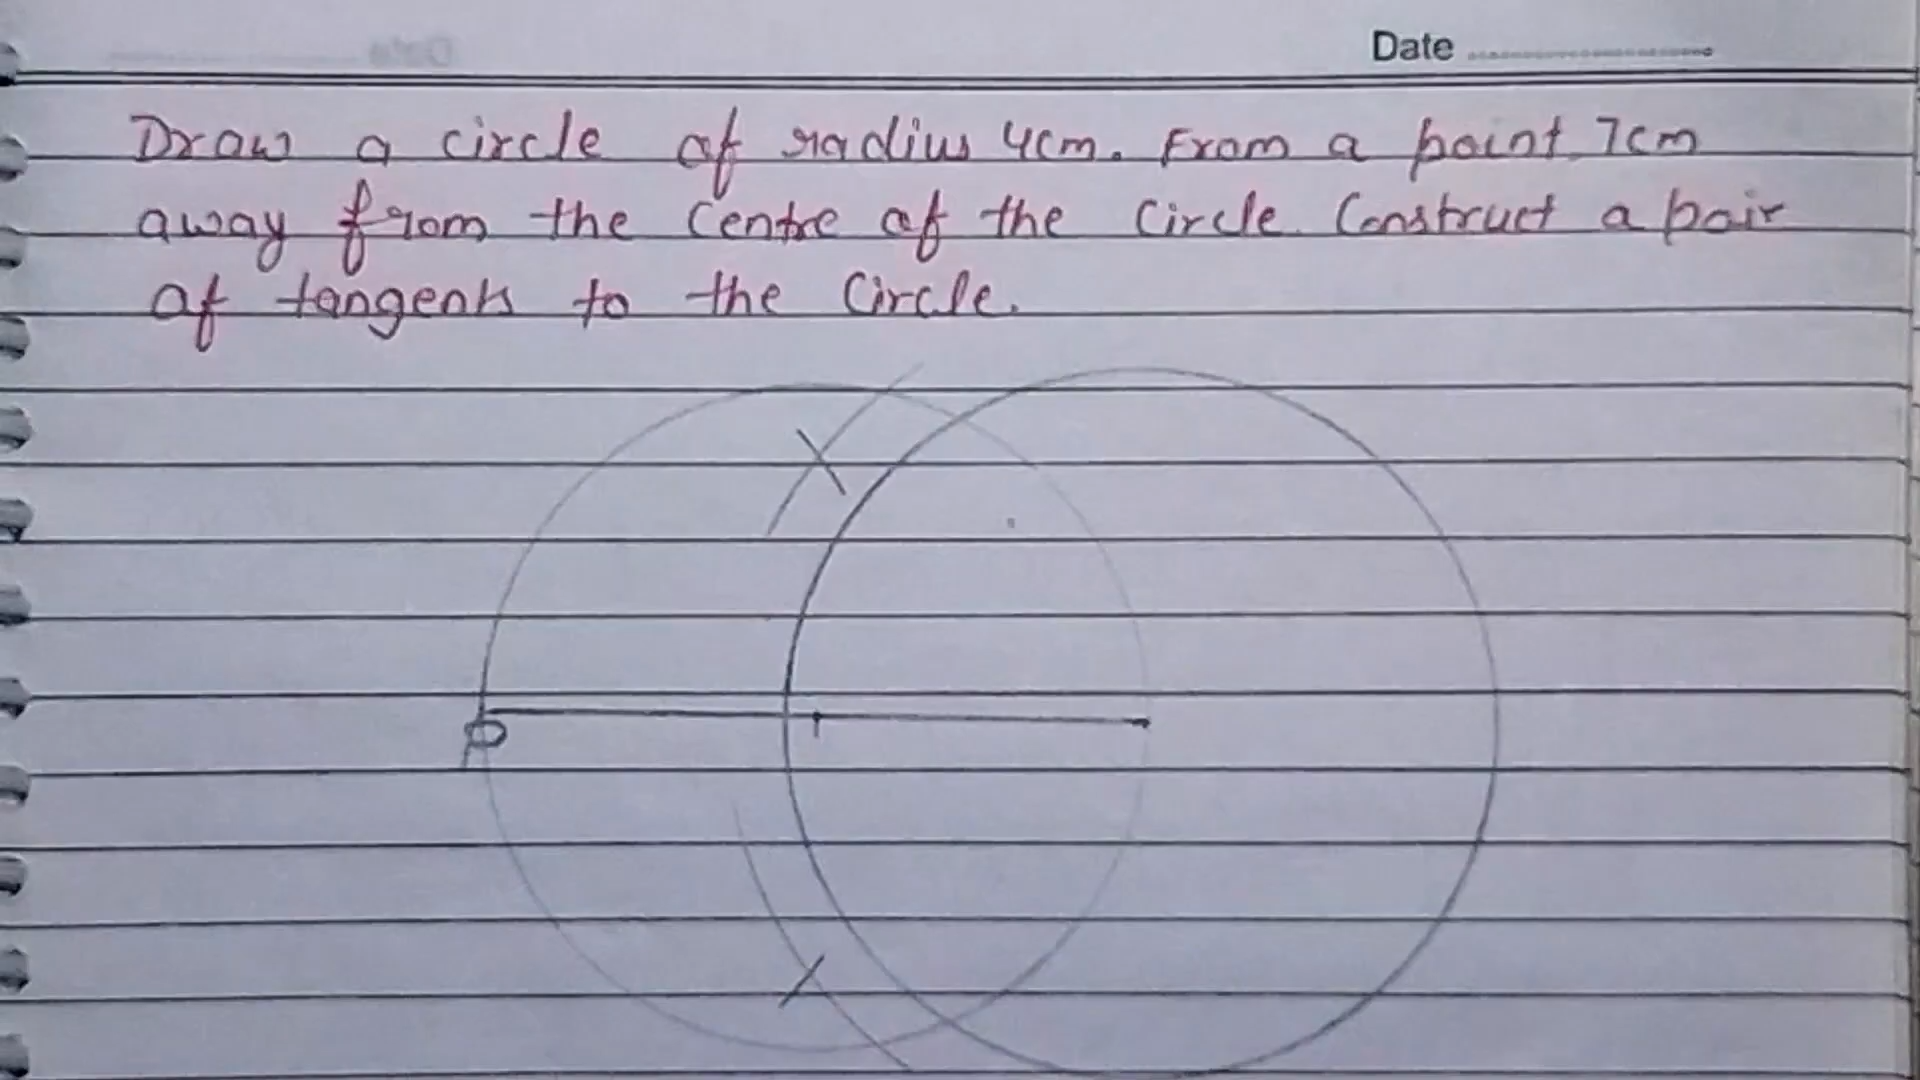 Date
Draw a circle of radius 4cm. From a point 7cm
away from the centre of the circle. Construct a pair
of tangents to the circle.
P